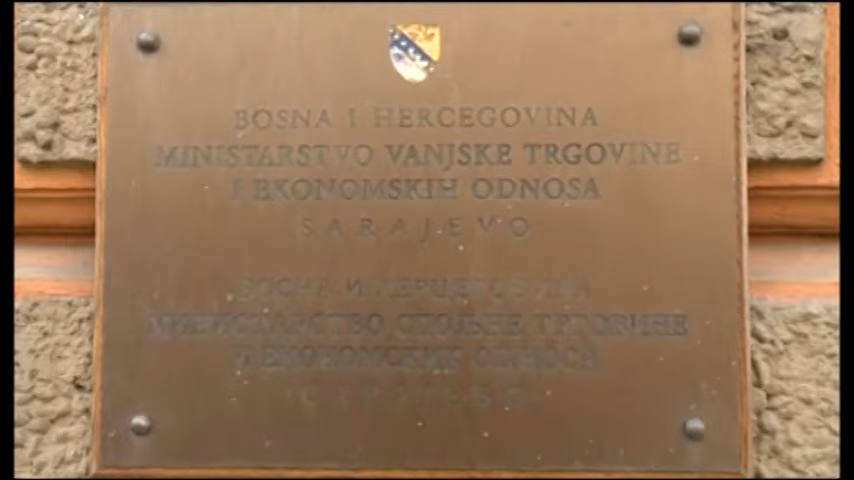 BOSNA I HERCEGOVINA
MINISTARSTVO VANJSKE TRGOVINE
I EKONOMSKIH ODNOSA
SARAJEVO
БОСНА И ХЕРЦЕГОВИНА
МИНИСТАРСТВО СПОЉНЕ ТРГОВИНЕ
И ЕКОНОМСКИХ ОДНОСА